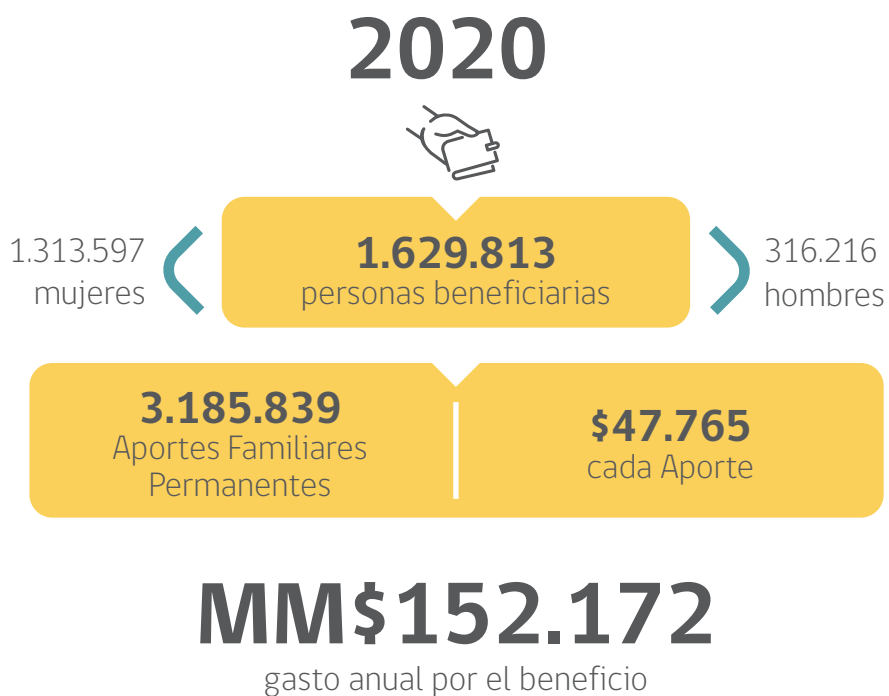 2020
1.313.597
mujeres
1.629.813
personas beneficiarias
316.216
hombres
3.185.839
Aportes Familiares
Permanentes
$47.765
cada Aporte
MM$152.172
gasto anual por el beneficio